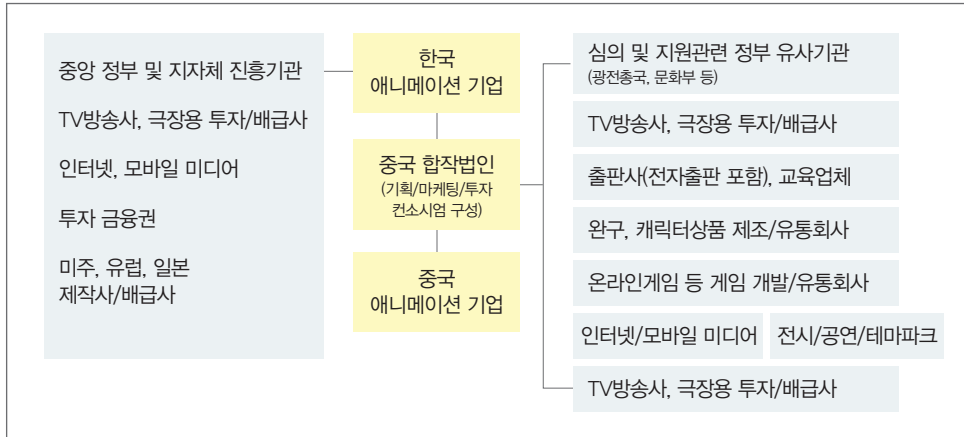 중앙 정부 및 지자체 진흥기관
TV방송사, 극장용 투자/배급사
인터넷, 모바일 미디어
투자 금융권
미주, 유럽, 일본
제작사/배급사
한국
애니메이션 기업
중국 합작법인
(기획/마케팅/투자
컨소시엄 구성)
중국
애니메이션 기업
심의 및 지원관련 정부 유사기관
(광전총국, 문화부 등)
TV방송사, 극장용 투자/배급사
출판사(전자출판 포함), 교육업체
완구, 캐릭터상품 제조/유통회사
온라인게임 등 게임 개발/유통회사
인터넷/모바일 미디어
전시/공연/테마파크
TV방송사, 극장용 투자/배급사